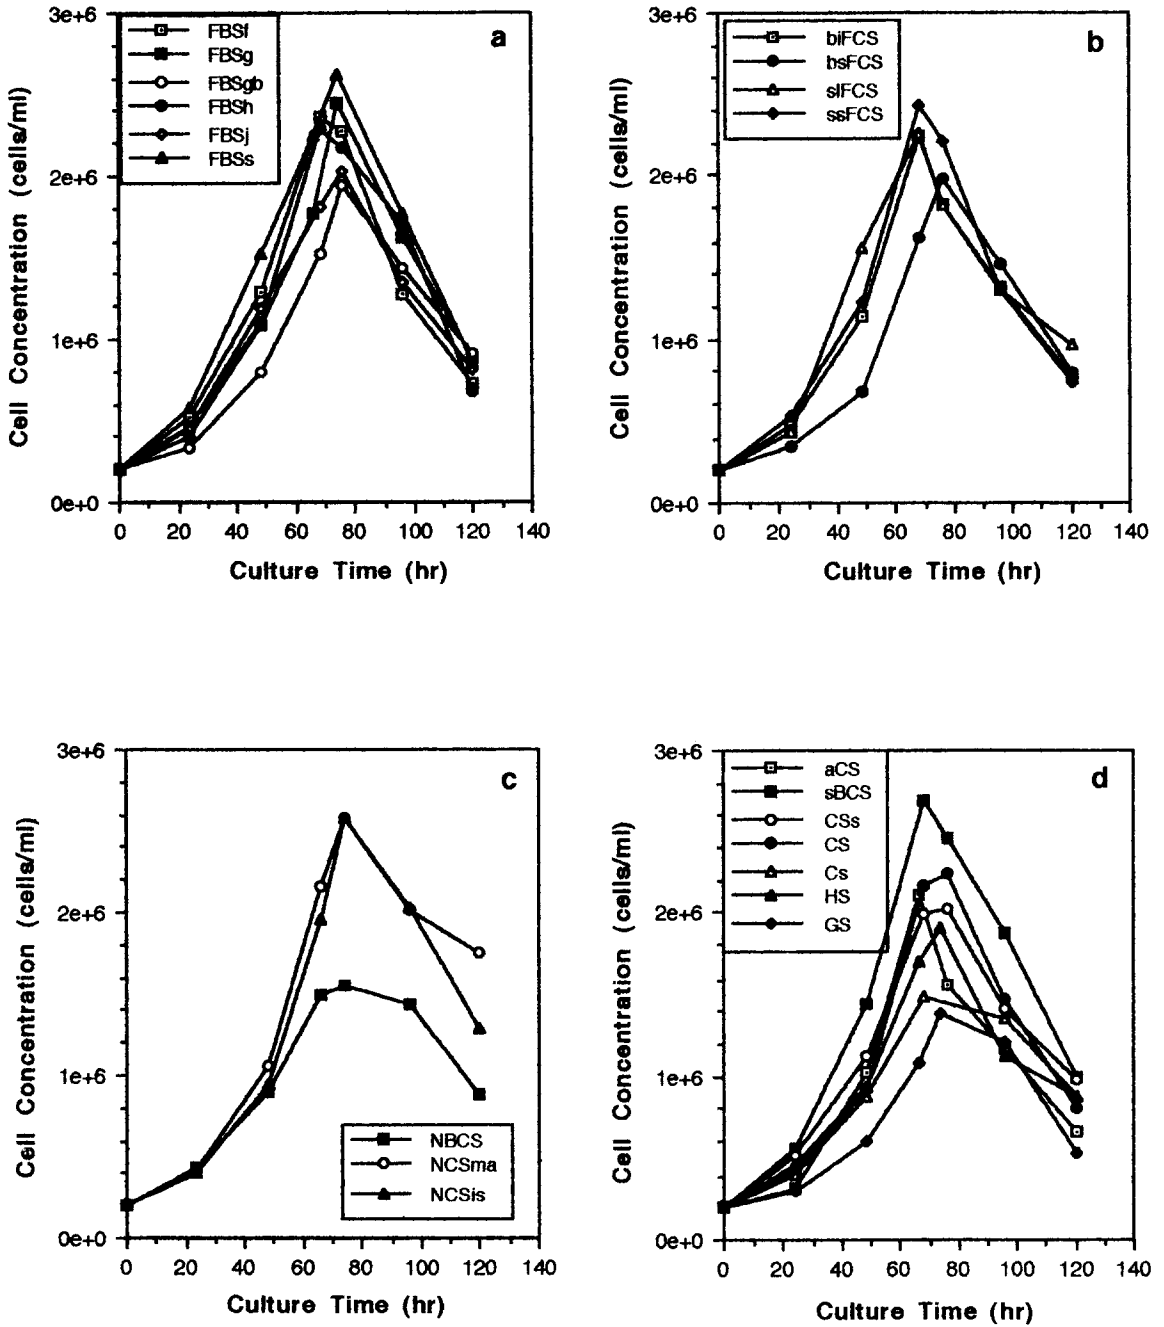 a
FBSf
FBSg
FBSgb
FBSh
FBSj
FBSs
3e+6
2e+6
1e+6
0e+0
0 20 40 60 80 100 120 140
Culture Time (hr)
Cell Concentration (cells/ml)
b
biFCS
bsFCS
slFCS
ssFCS
3e+6
2e+6
1e+6
0e+0
0 20 40 60 80 100 120 140
Culture Time (hr)
Cell Concentration (cells/ml)
c
3e+6
2e+6
1e+6
0e+0
NBCS
NCSma
NCSis
0 20 40 60 80 100 120 140
Culture Time (hr)
Cell Concentration (cells/ml)
d
aCS
sBCS
CSs
CS
Cs
HS
GS
3e+6
2e+6
1e+6
0e+0
0 20 40 60 80 100 120 140
Culture Time (hr)
Cell Concentration (cells/ml)